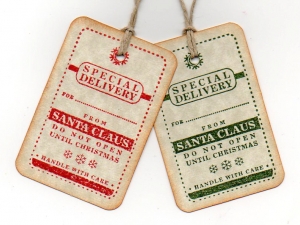 SPECIAL
DELIVERY
FOR
FROM
SANTA CLAUS
DO NOT OPEN
UNTIL CHRISTMAS
HANDLE WITH CARE
SPECIAL
DELIVERY
FOR
FROM
SANTA CLAUS
DO NOT OPEN
UNTIL CHRISTMAS
HANDLE WITH CARE